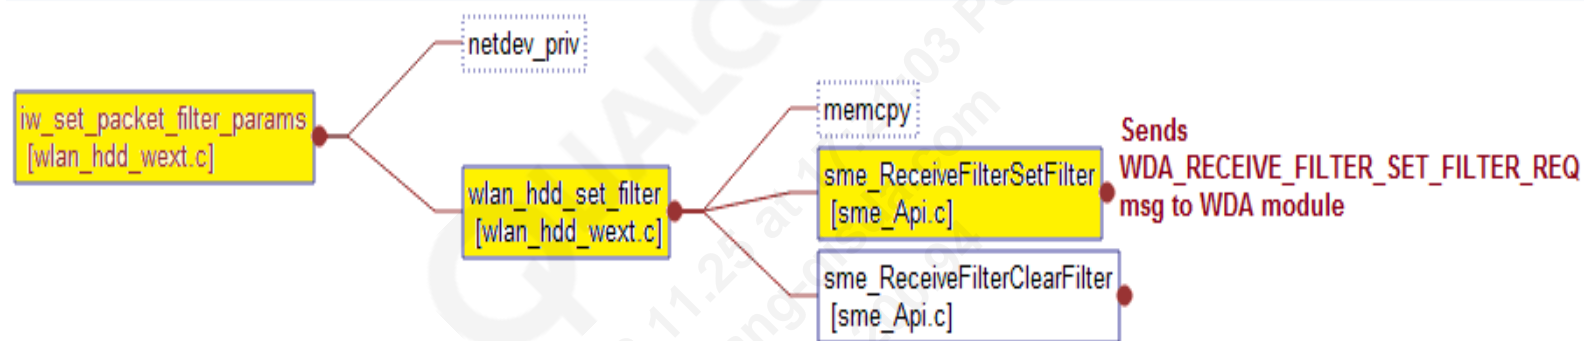 netdev_priv
iw_set_packet_filter_params
[wlan_hdd_wext.c]
memcpy
wlan_hdd_set_filter
[wlan_hdd_wext.c]
sme_ReceiveFilterSetFilter
[sme_Api.c]
Sends
WDA_RECEIVE_FILTER_SET_FILTER_REQ
msg to WDA module
sme_ReceiveFilterClearFilter
[sme_Api.c]